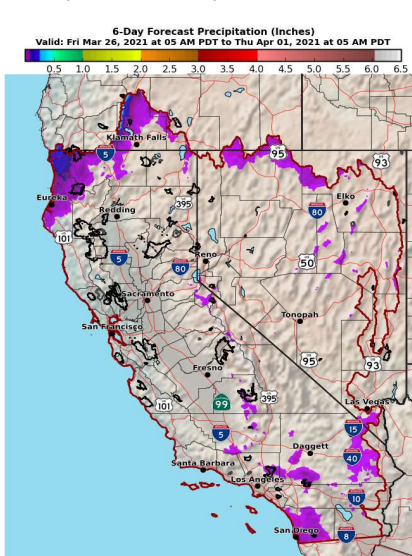 6-Day Forecast Precipitation (Inches)
Valid: Fri Mar 26, 2021 at 05 AM PDT to Thu Apr 01, 2021 at 05 AM PDT
0.5 1.0 1.5 2.0 2.5 3.0 3.5 4.0 4.5 5.0 5.5 6.0 6.5
Klamath Falls
5
95
93
Eureka
Redding
395
Elko
80
101
5
80
Reno
50
Sacramento
San Francisco
Tonopah
95
93
Fresno
101
99
395
Las Vegas
5
15
Daggett
40
Santa Barbara
Los Angeles
10
San Diego
8